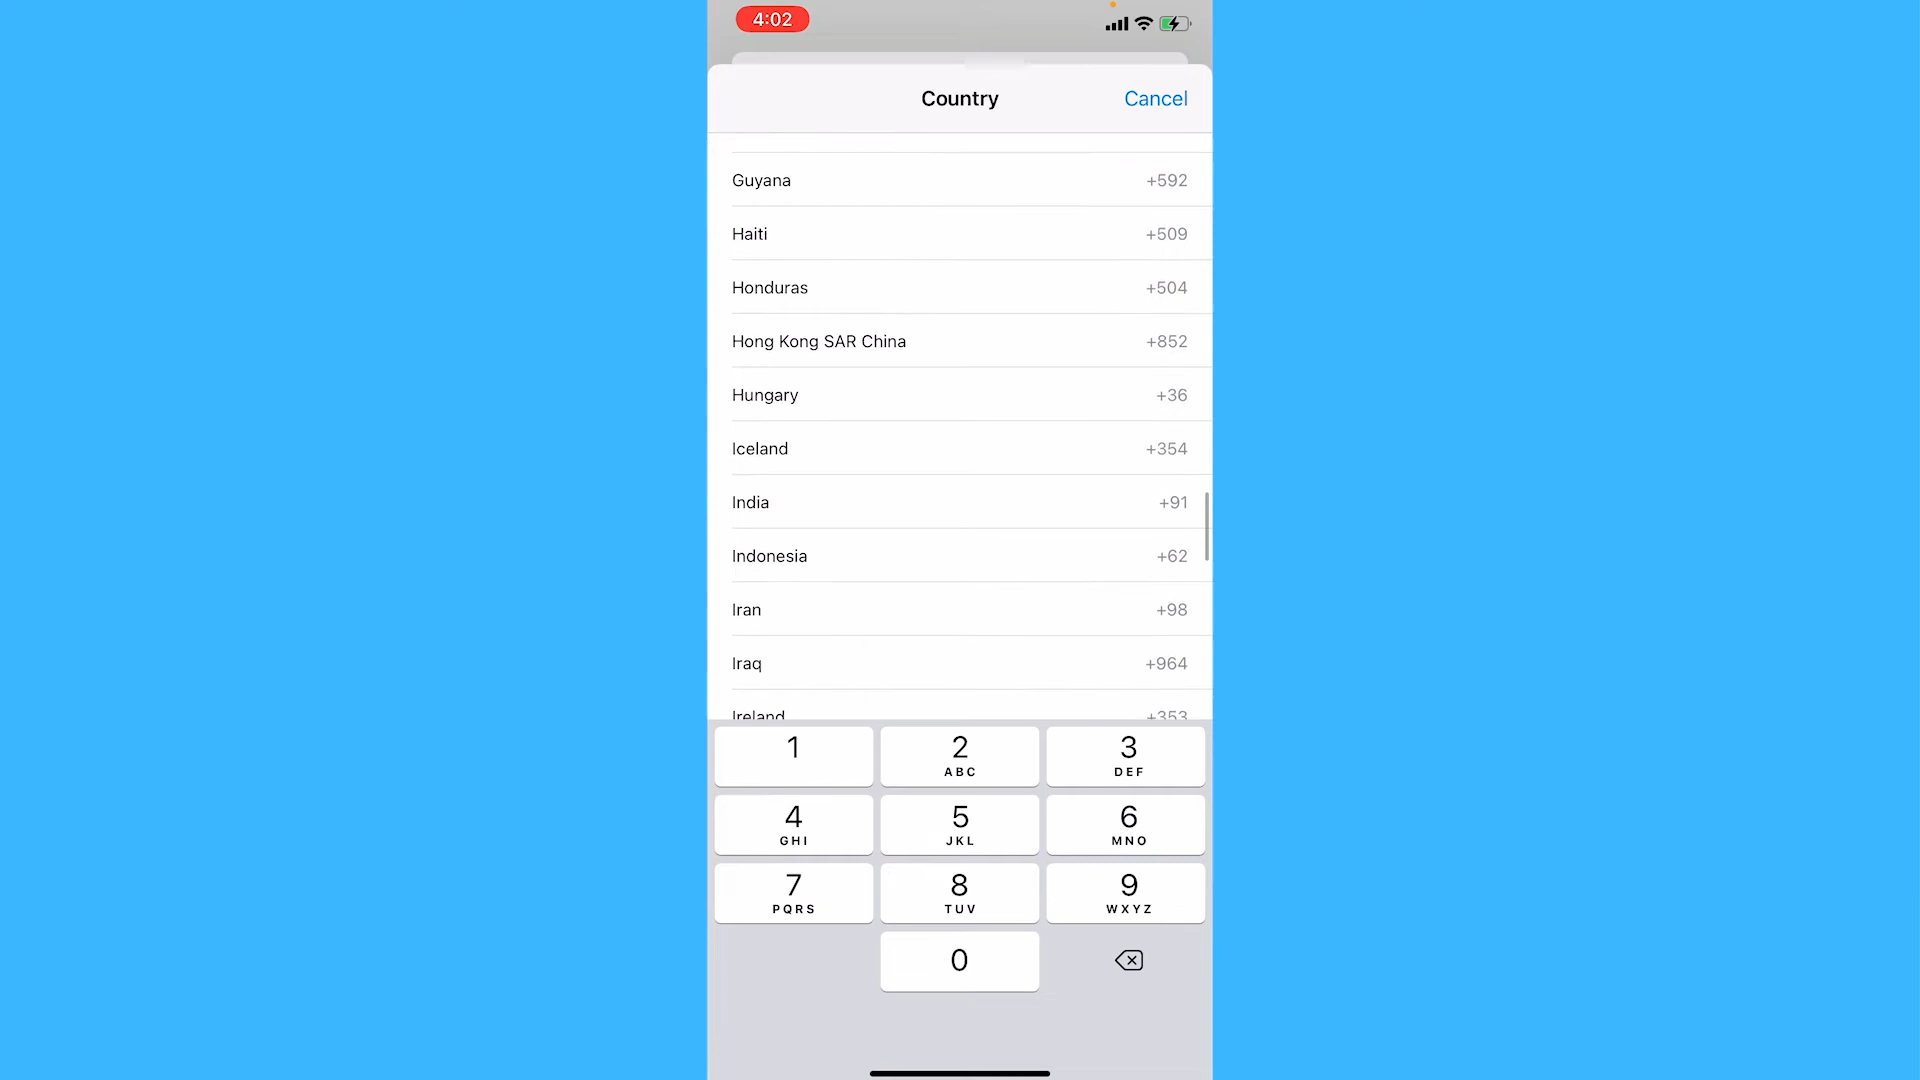 4:02
Country Cancel
Guyana +592
Haiti +509
Honduras +504
Hong Kong SAR China +852
Hungary +36
Iceland +354
India +91
Indonesia +62
Iran +98
Iraq +964
Ireland +353
1 2 3
ABC DEF
4 5 6
GHI JKL MNO
7 8 9
PQRS TUV WXYZ
0